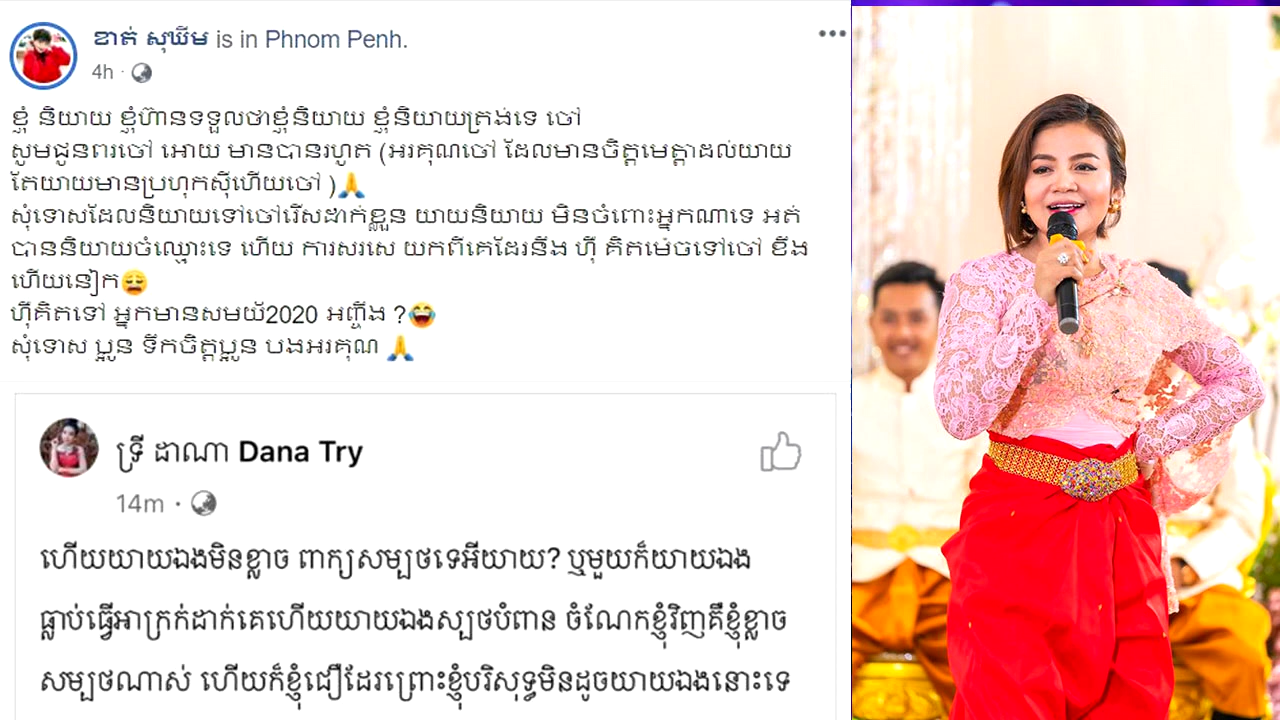 ខាត់ សុឃីម is in Phnom Penh.
4h ·
ខ្ញុំ និយាយ ខ្ញុំហ៊ានទទួលថាខ្ញុំនិយាយ ខ្ញុំនិយាយត្រង់ទេ ចៅ
សូមជូនពរចៅ អោយ មានបានរហូត (អរគុណចៅ ដែលមានចិត្តមេត្តាដល់យាយ
តែយាយមានប្រហុកស៊ីហើយចៅ )🙏
សុំទោសដែលនិយាយទៅចៅរើសដាក់ខ្លួន យាយនិយាយ មិនចំពោះអ្នកណាទេ អត់
បាននិយាយចំឈ្មោះទេ ហើយ ការសរសេ យកពីគេដែរនឹង ហ៊ី គិតម៉េចទៅចៅ ខឹង
ហើយនៀក😩
ហ៊ីគិតទៅ អ្នកមានសមយ័2020 អញ្ចឹង ?😂
សុំទោស ប្អូន ទឹកចិត្តប្អូន បងអរគុណ 🙏
ទ្រី ដាណា Dana Try
14m ·
ហើយយាយឯងមិនខ្លាច ពាក្យសម្បថទេអីយាយ? ឬមួយក៏យាយឯង
ធ្លាប់ធ្វើអាក្រក់ដាក់គេហើយយាយឯងស្បថបំពាន ចំណែកខ្ញុំវិញគឺខ្ញុំខ្លាច
សម្បថណាស់ ហើយក៏ខ្ញុំជឿដែរព្រោះខ្ញុំបរិសុទ្ធមិនដូចយាយឯងនោះទេ